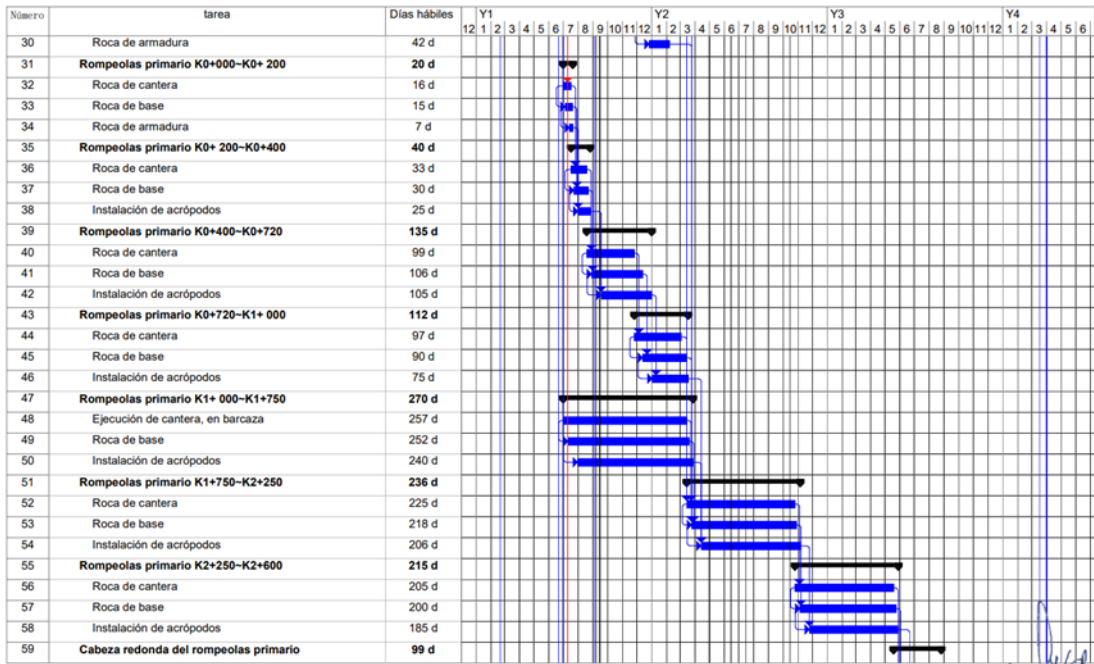 Número tarea Días hábiles Y1 Y2 Y3 Y4
12 1 2 3 4 5 6 7 8 9 10 11 12 1 2 3 4 5 6 7 8 9 10 11 12 1 2 3 4 5 6 7 8 9 10 11 12 1 2 3 4 5 6
30 Roca de armadura 42 d
31 Rompeolas primario K0+000~K0+ 200 20 d
32 Roca de cantera 16 d
33 Roca de base 15 d
34 Roca de armadura 7 d
35 Rompeolas primario K0+ 200~K0+400 40 d
36 Roca de cantera 33 d
37 Roca de base 30 d
38 Instalación de acrópodos 25 d
39 Rompeolas primario K0+400~K0+720 135 d
40 Roca de cantera 99 d
41 Roca de base 106 d
42 Instalación de acrópodos 105 d
43 Rompeolas primario K0+720~K1+ 000 112 d
44 Roca de cantera 97 d
45 Roca de base 90 d
46 Instalación de acrópodos 75 d
47 Rompeolas primario K1+ 000~K1+750 270 d
48 Ejecución de cantera, en barcaza 257 d
49 Roca de base 252 d
50 Instalación de acrópodos 240 d
51 Rompeolas primario K1+750~K2+250 236 d
52 Roca de cantera 225 d
53 Roca de base 218 d
54 Instalación de acrópodos 206 d
55 Rompeolas primario K2+250~K2+600 215 d
56 Roca de cantera 205 d
57 Roca de base 200 d
58 Instalación de acrópodos 185 d
59 Cabeza redonda del rompeolas primario 99 d